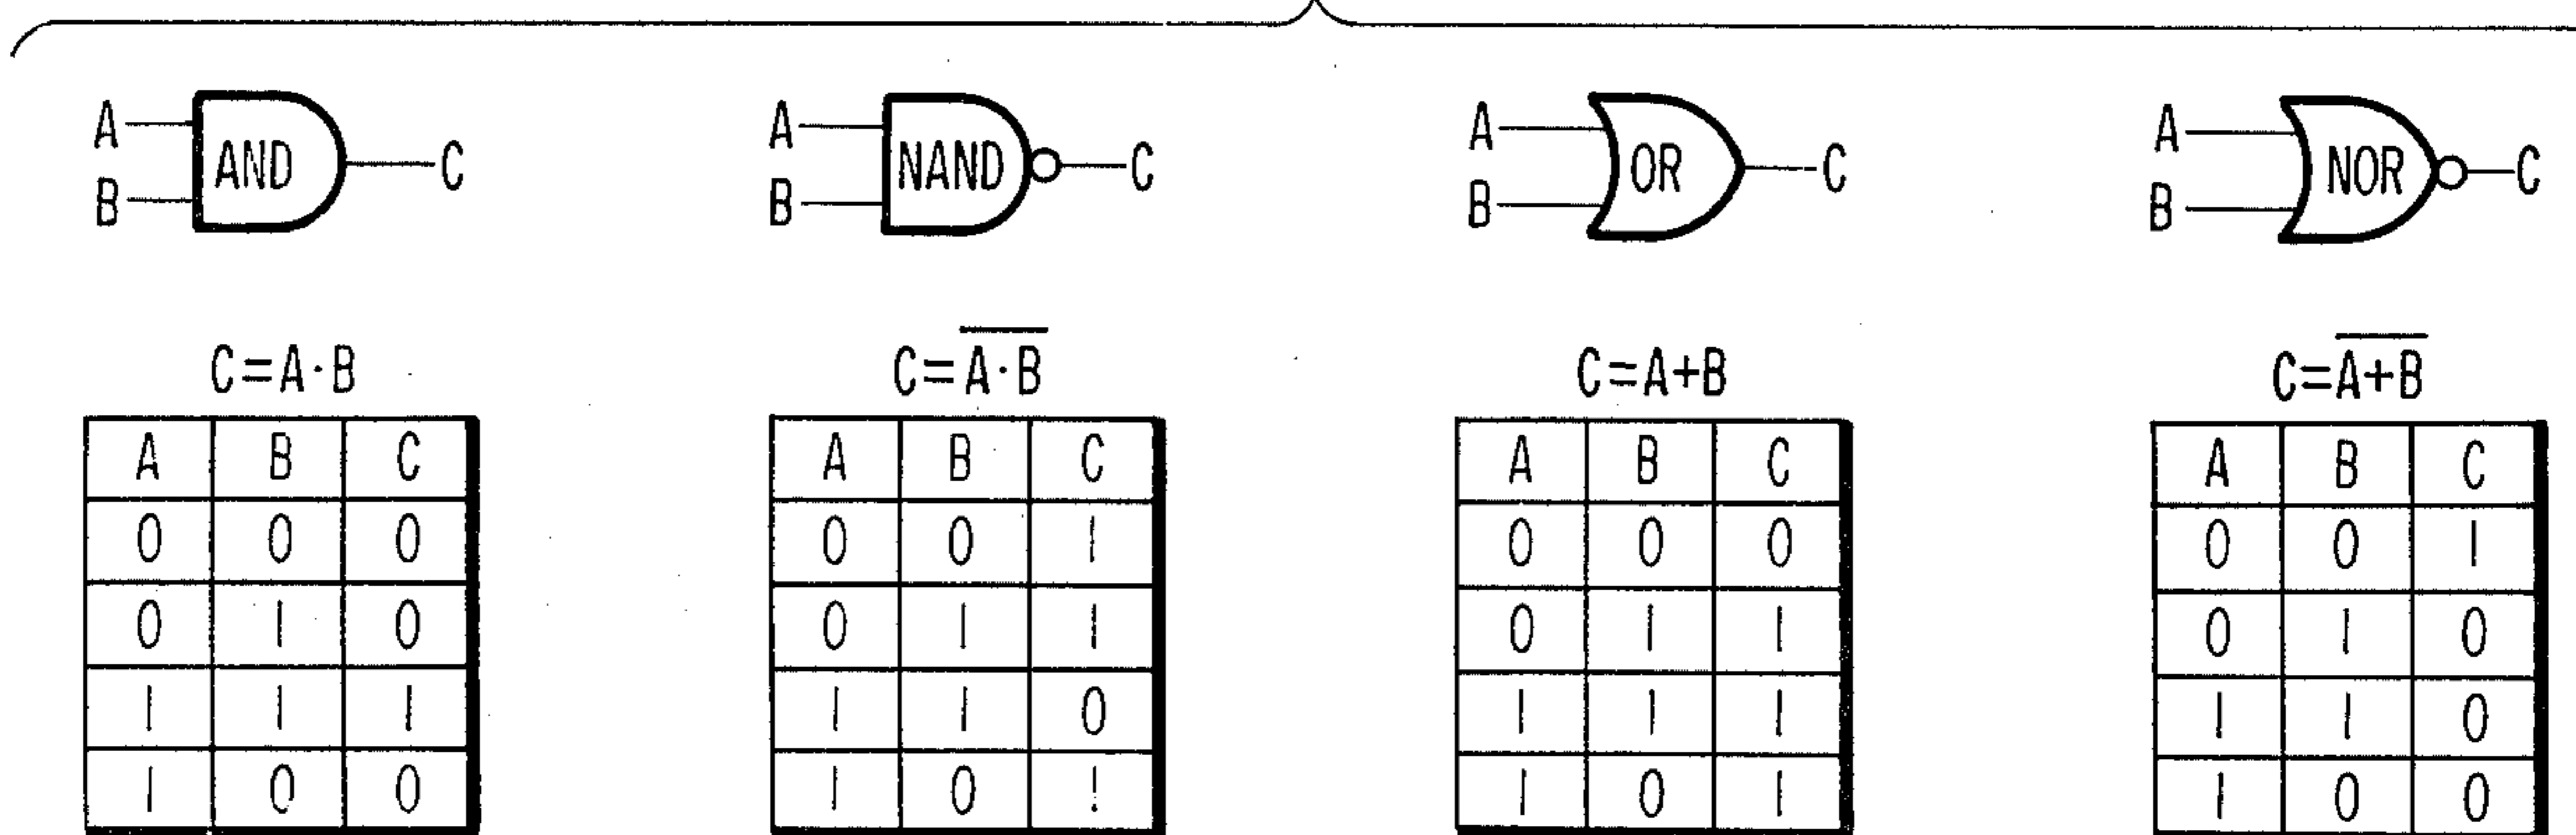 A AND C A NAND C A OR C A NOR C
B B B B
C=A·B C=A̅·̅B̅ C=A+B C=A̅+̅B̅
A B C A B C A B C A B C
0 0 0 0 0 1 0 0 0 0 0 1
0 1 0 0 1 1 0 1 1 0 1 0
1 1 1 1 1 0 1 1 1 1 1 0
1 0 0 1 0 1 1 0 1 1 0 0